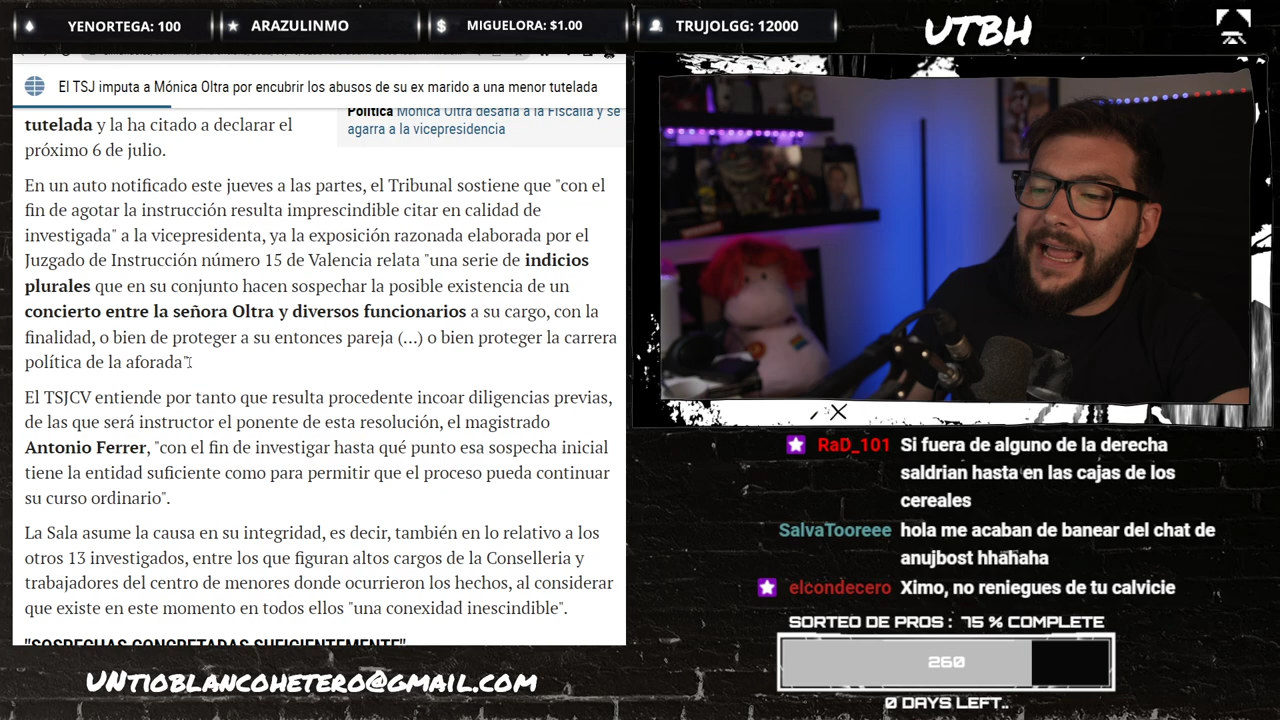 YENORTEGA: 100
ARAZULINMO
MIGUELORA: $1.00
TRUJOLGG: 12000
UTBH
El TSJ imputa a Mónica Oltra por encubrir los abusos de su ex marido a una menor tutelada
Política Mónica Oltra desafía a la Fiscalía y se
agarra a la vicepresidencia
tutelada y la ha citado a declarar el
próximo 6 de julio.
En un auto notificado este jueves a las partes, el Tribunal sostiene que "con el
fin de agotar la instrucción resulta imprescindible citar en calidad de
investigada" a la vicepresidenta, ya la exposición razonada elaborada por el
Juzgado de Instrucción número 15 de Valencia relata "una serie de indicios
plurales que en su conjunto hacen sospechar la posible existencia de un
concierto entre la señora Oltra y diversos funcionarios a su cargo, con la
finalidad, o bien de proteger a su entonces pareja (...) o bien proteger la carrera
política de la aforada".
El TSJCV entiende por tanto que resulta procedente incoar diligencias previas,
de las que será instructor el ponente de esta resolución, el magistrado
Antonio Ferrer, "con el fin de investigar hasta qué punto esa sospecha inicial
tiene la entidad suficiente como para permitir que el proceso pueda continuar
su curso ordinario".
La Sala asume la causa en su integridad, es decir, también en lo relativo a los
otros 13 investigados, entre los que figuran altos cargos de la Conselleria y
trabajadores del centro de menores donde ocurrieron los hechos, al considerar
que existe en este momento en todos ellos "una conexidad inescindible".
"SOSPECHAS CONCRETADAS SUFICIENTEMENTE"
RaD_101 Si fuera de alguno de la derecha
saldrian hasta en las cajas de los
cereales
SalvaTooreee hola me acaban de banear del chat de
anujbost hhahaha
elcondecero Ximo, no reniegues de tu calvicie
SORTEO DE PROS : 75 % COMPLETE
260
0 DAYS LEFT..
UNTIOBLANCOHETERO@GMAIL.COM